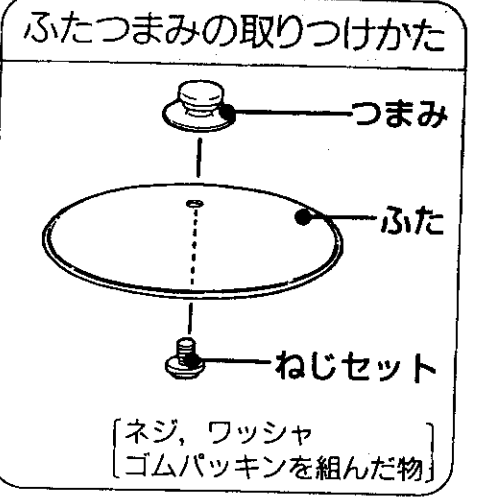 ふたつまみの取りつけかた
つまみ
ふた
ねじセット
ネジ, ワッシャ
ゴムパッキンを組んだ物